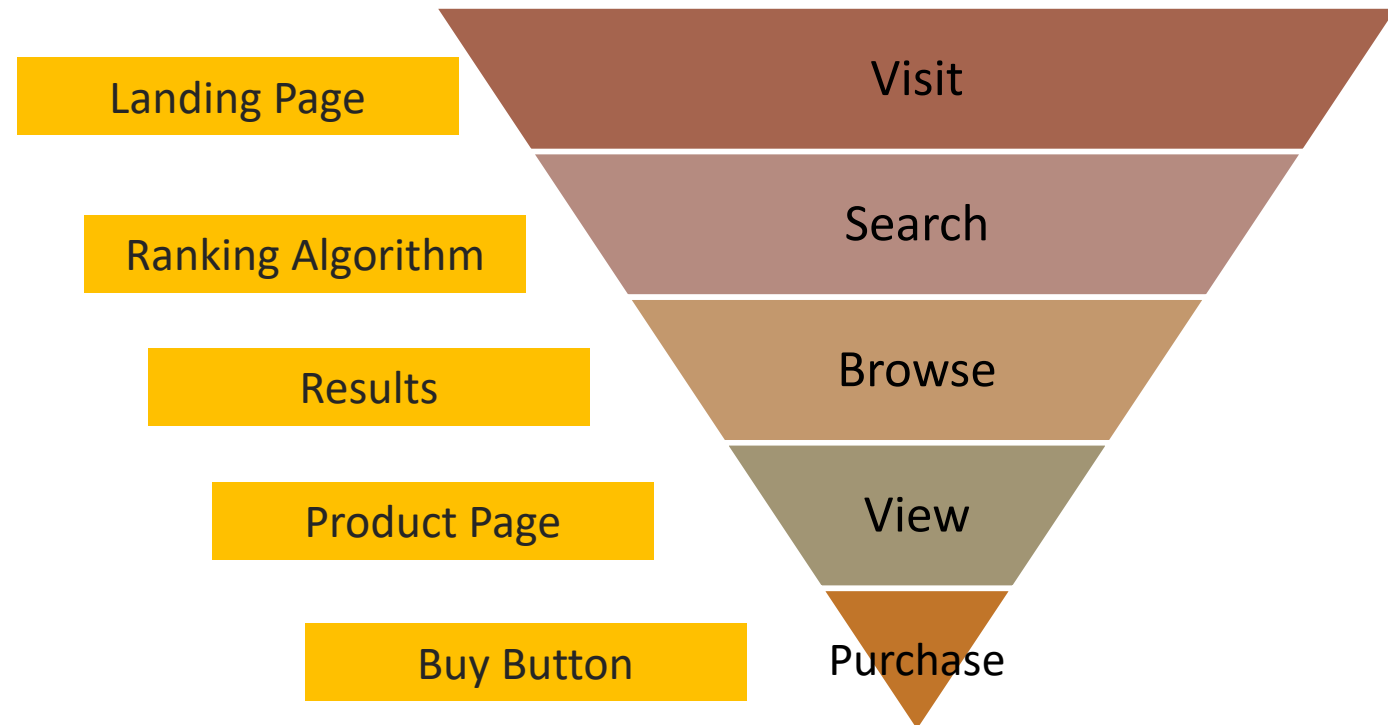 Visit
Landing Page
Search
Ranking Algorithm
Browse
Results
View
Product Page
Purchase
Buy Button